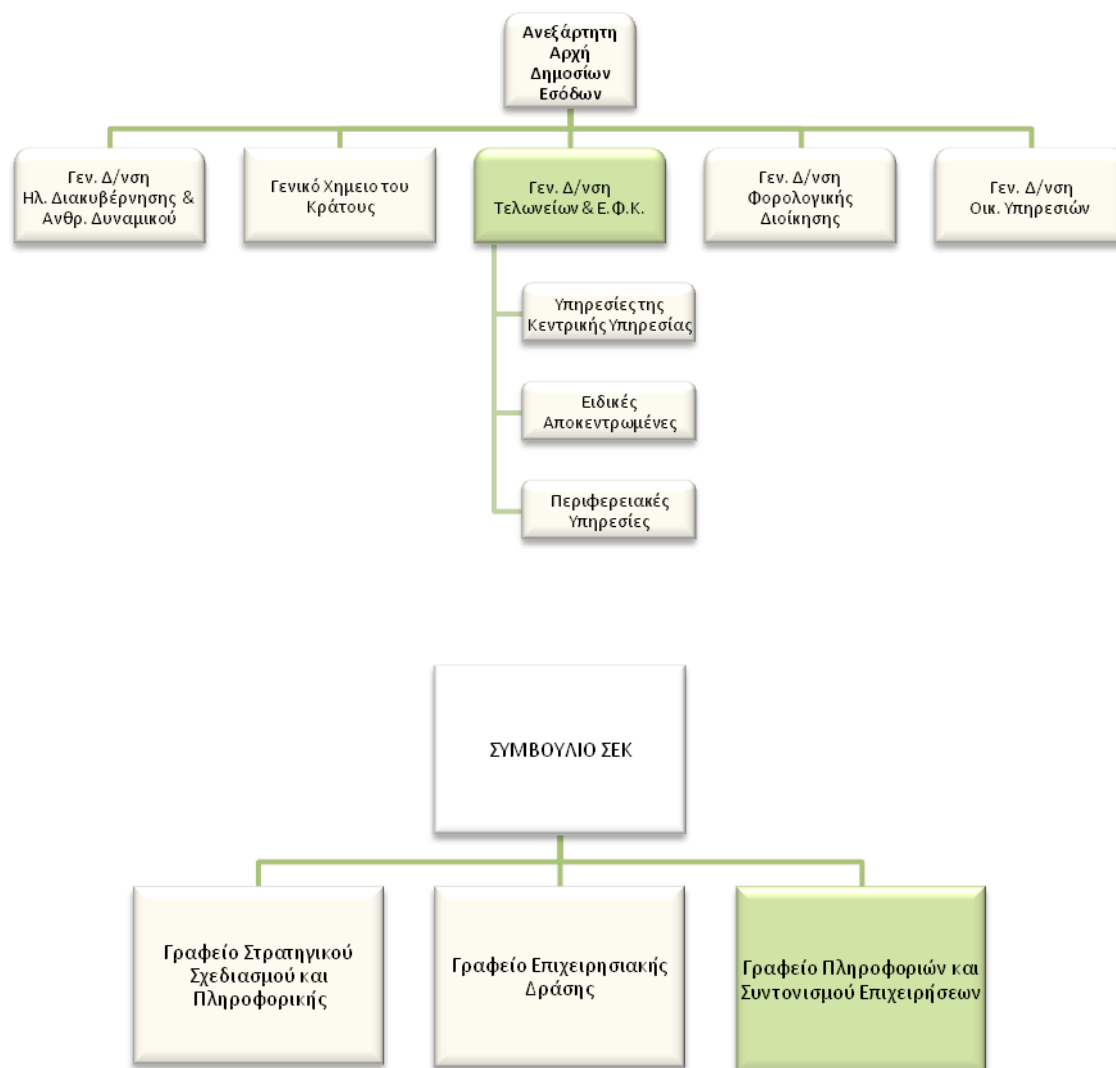 Ανεξάρτητη
Αρχή
Δημοσίων
Εσόδων
Γεν. Δ/νση
Ηλ. Διακυβέρνησης &
Ανθρ. Δυναμικού
Γενικό Χημειο του
Κράτους
Γεν. Δ/νση
Τελωνείων & Ε.Φ.Κ.
Γεν. Δ/νση
Φορολογικής
Διοίκησης
Γεν. Δ/νση
Οικ. Υπηρεσιών
Υπηρεσίες της
Κεντρικής Υπηρεσίας
Ειδικές
Αποκεντρωμένες
Περιφερειακές
Υπηρεσίες
ΣΥΜΒΟΥΛΙΟ ΣΕΚ
Γραφείο Στρατηγικού
Σχεδιασμού και
Πληροφορικής
Γραφείο Επιχειρησιακής
Δράσης
Γραφείο Πληροφοριών και
Συντονισμού Επιχειρήσεων